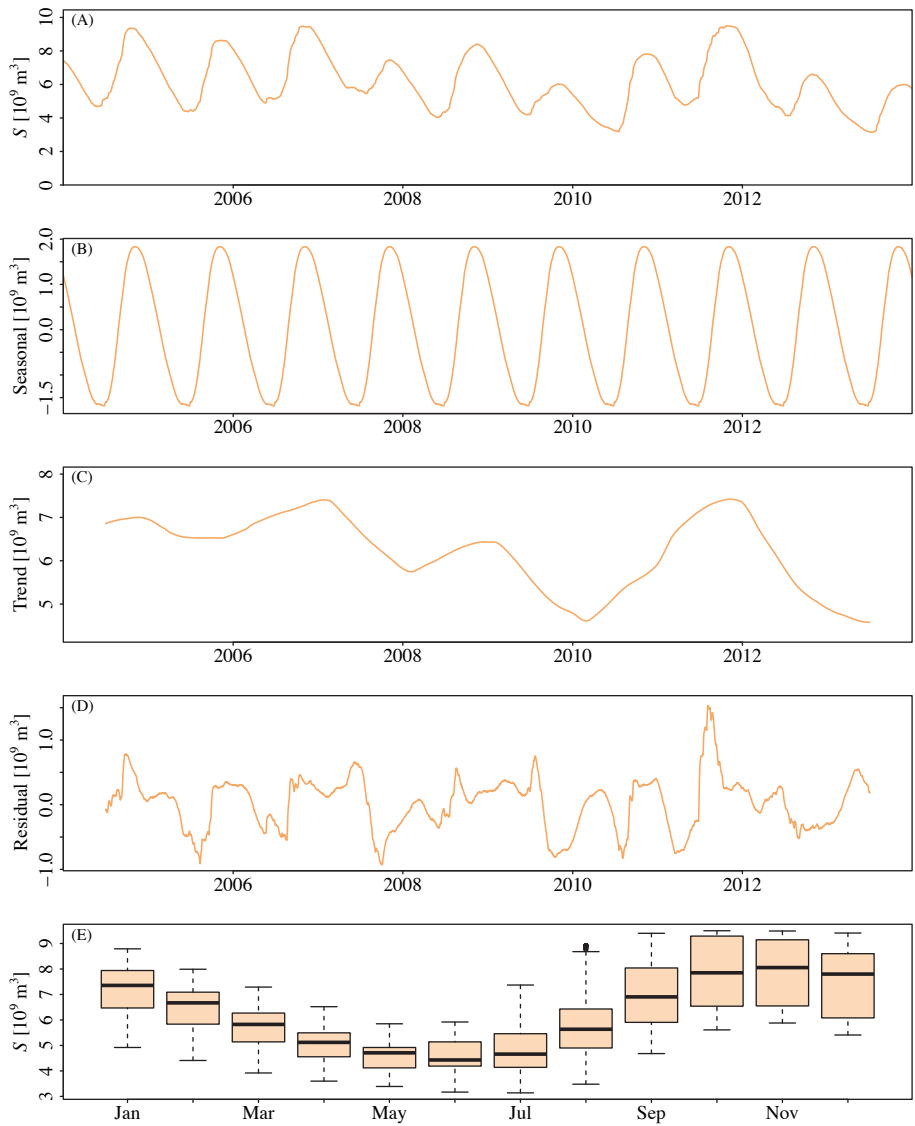 (A)
S [10⁹ m³]
10
8
6
4
2
0
2006 2008 2010 2012
(B)
Seasonal [10⁹ m³]
2.0
1.0
0.0
−1.5
2006 2008 2010 2012
(C)
Trend [10⁹ m³]
8
7
6
5
2006 2008 2010 2012
(D)
Residual [10⁹ m³]
1.0
0.0
−1.0
2006 2008 2010 2012
(E)
S [10⁹ m³]
9
8
7
6
5
4
3
Jan Mar May Jul Sep Nov